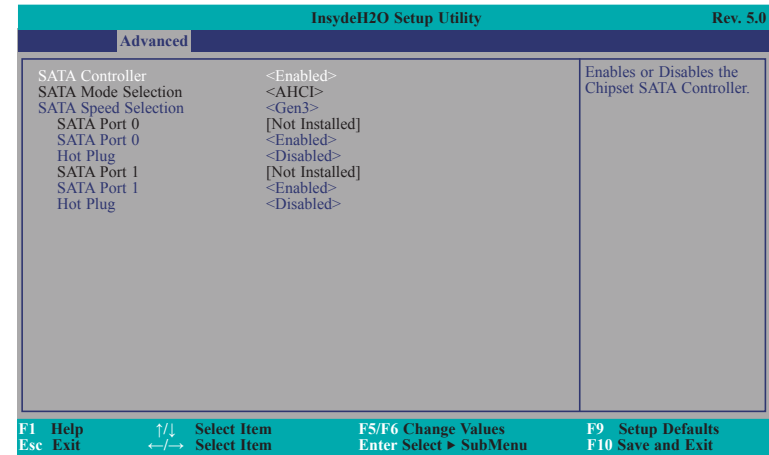 InsydeH2O Setup Utility Rev. 5.0
Advanced
SATA Controller <Enabled>
SATA Mode Selection <AHCI>
SATA Speed Selection <Gen3>
SATA Port 0 [Not Installed]
SATA Port 0 <Enabled>
Hot Plug <Disabled>
SATA Port 1 [Not Installed]
SATA Port 1 <Enabled>
Hot Plug <Disabled>
Enables or Disables the
Chipset SATA Controller.
F1 Help ↑/↓ Select Item F5/F6 Change Values F9 Setup Defaults
Esc Exit ←/→ Select Item Enter Select ▶ SubMenu F10 Save and Exit